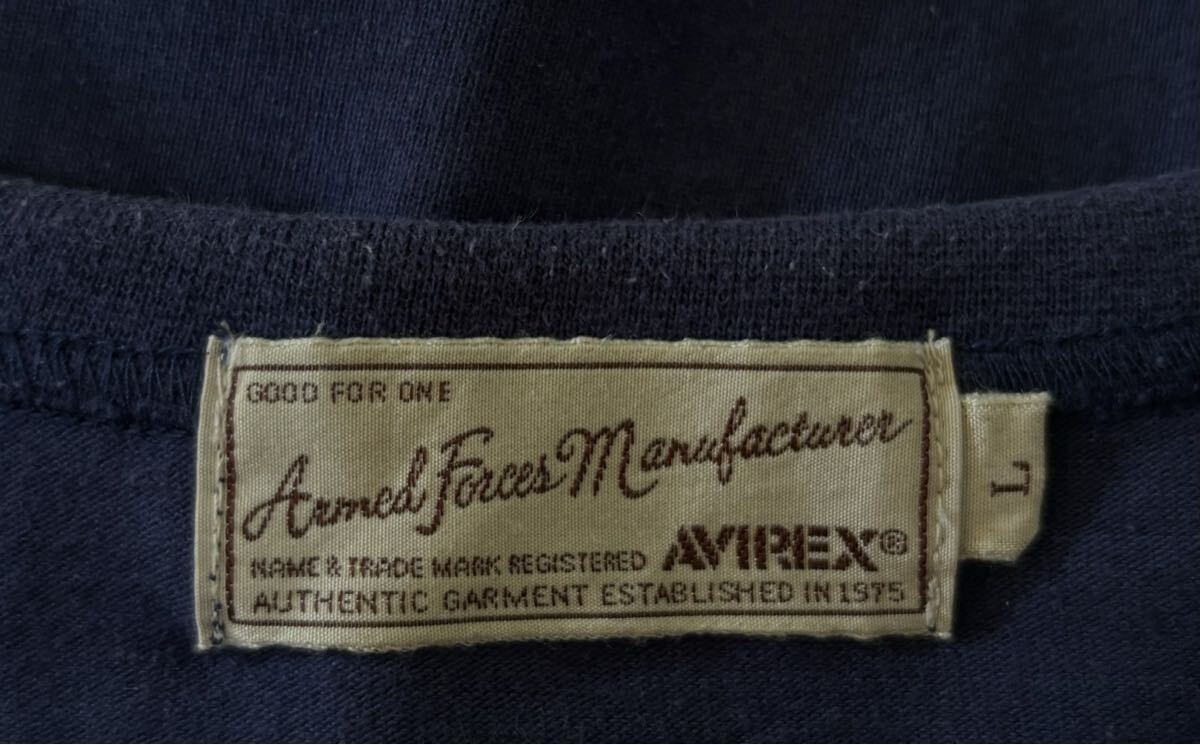 GOOD FOR ONE
Armed Forces Manufacturer
NAME & TRADE MARK REGISTERED AVIREX®
AUTHENTIC GARMENT ESTABLISHED IN 1975
L